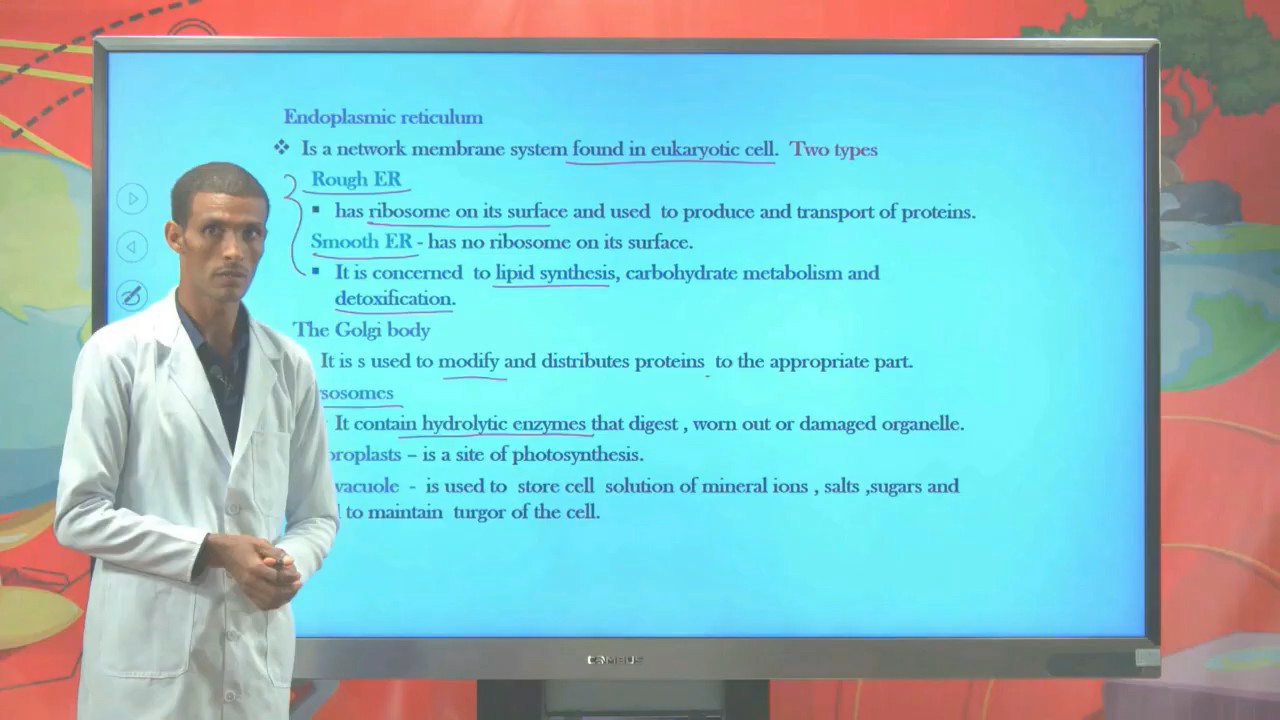 Endoplasmic reticulum
❖ Is a network membrane system found in eukaryotic cell. Two types
Rough ER
▪ has ribosome on its surface and used to produce and transport of proteins.
Smooth ER - has no ribosome on its surface.
▪ It is concerned to lipid synthesis, carbohydrate metabolism and
detoxification.
The Golgi body
It is s used to modify and distributes proteins to the appropriate part.
sosomes
It contain hydrolytic enzymes that digest , worn out or damaged organelle.
oroplasts – is a site of photosynthesis.
vacuole - is used to store cell solution of mineral ions , salts ,sugars and
to maintain turgor of the cell.